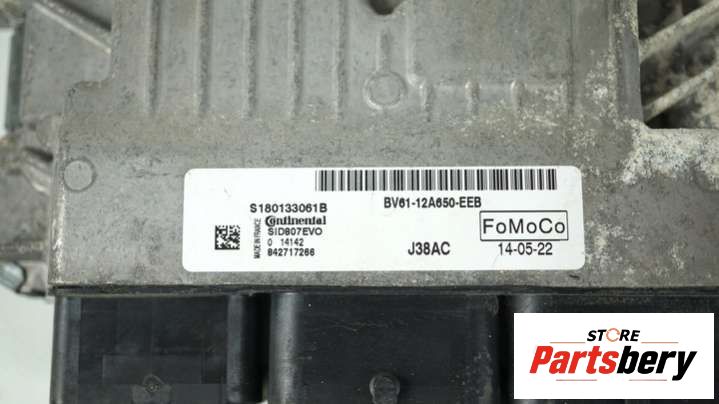 S180133061B
Continental
SID807EVO
0 14142
842717266
MADE IN FRANCE
BV61-12A650-EEB
J38AC
FoMoCo
14-05-22
STORE
Partsbery